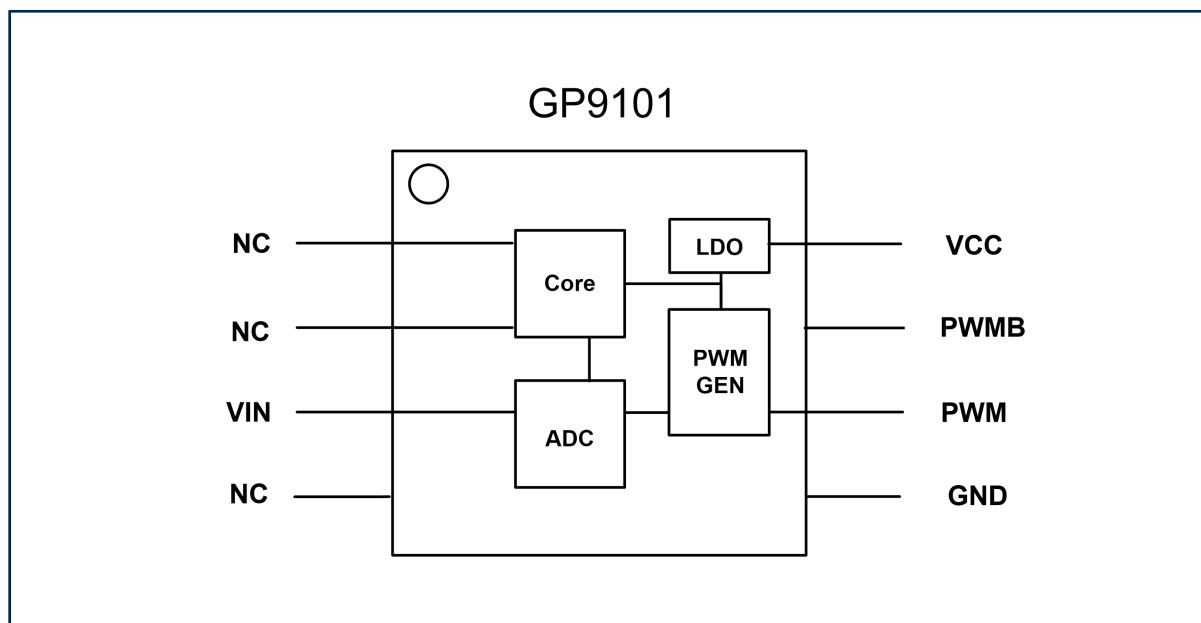 GP9101
NC
LDO
VCC
Core
NC
PWMB
PWM
GEN
VIN
ADC
PWM
NC
GND